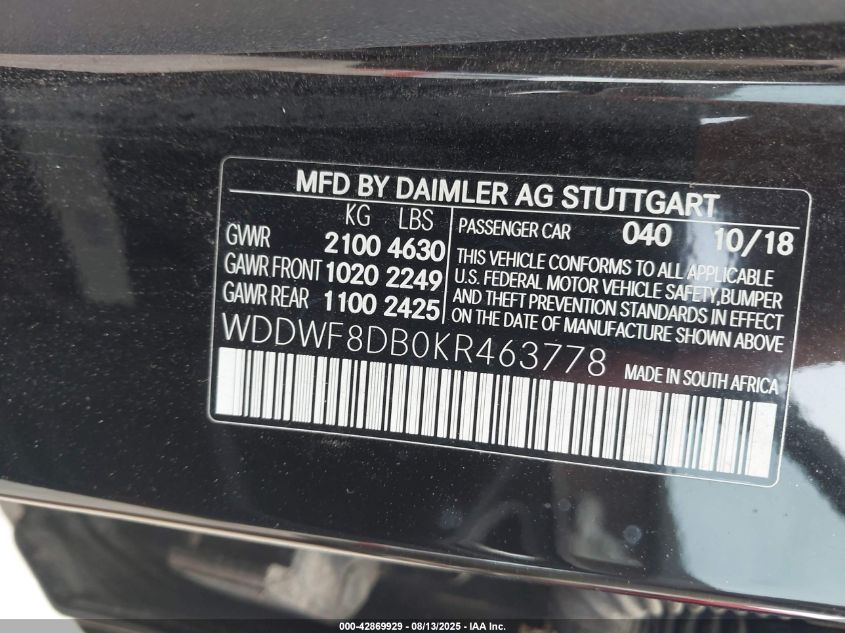 MFD BY DAIMLER AG STUTTGART
KG LBS
GVWR 2100 4630
GAWR FRONT 1020 2249
GAWR REAR 1100 2425
PASSENGER CAR 040 10/18
THIS VEHICLE CONFORMS TO ALL APPLICABLE
U.S. FEDERAL MOTOR VEHICLE SAFETY, BUMPER
AND THEFT PREVENTION STANDARDS IN EFFECT
ON THE DATE OF MANUFACTURE SHOWN ABOVE
WDDWF8DB0KR463778
MADE IN SOUTH AFRICA
000-42869929 - 08/13/2025 - IAA Inc.